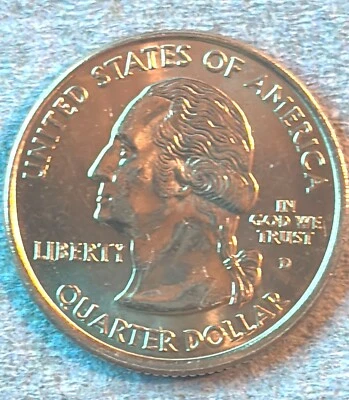 UNITED STATES OF AMERICA
LIBERTY
IN
GOD WE
TRUST
D
QUARTER DOLLAR